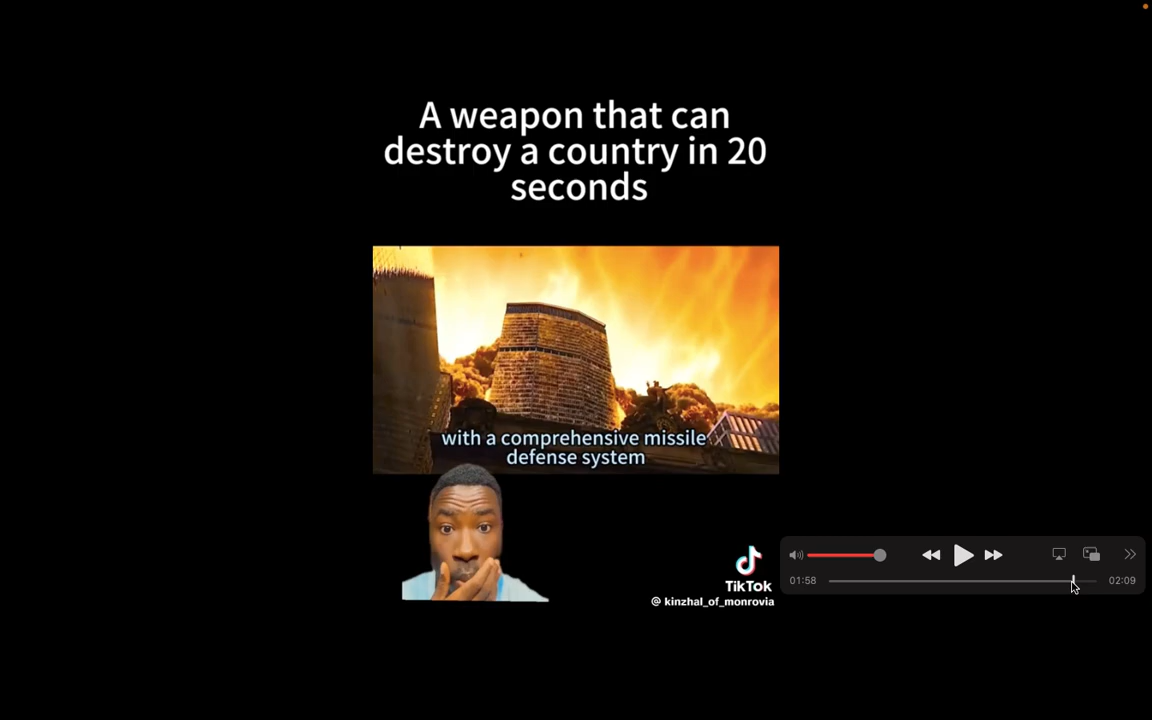 A weapon that can
destroy a country in 20
seconds
with a comprehensive missile
defense system
TikTok
@ kinzhal_of_monrovia
01:58
02:09